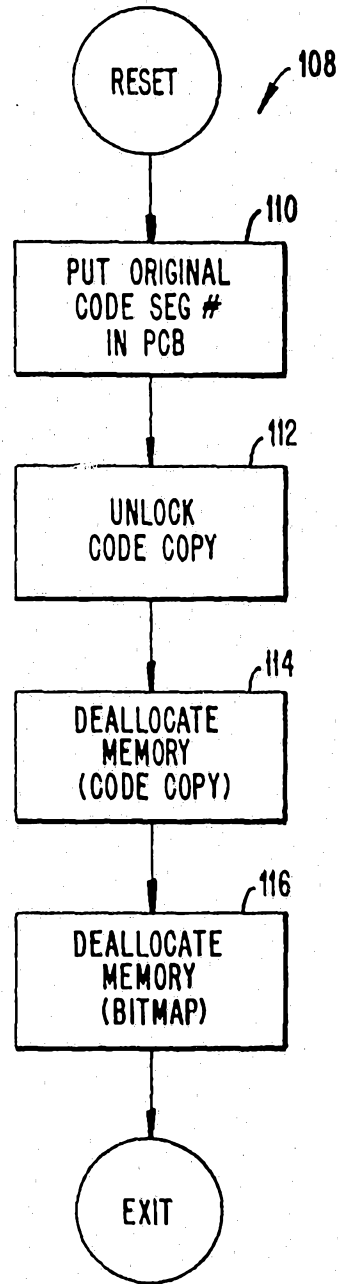 RESET
108
110
PUT ORIGINAL
CODE SEG #
IN PCB
112
UNLOCK
CODE COPY
114
DEALLOCATE
MEMORY
(CODE COPY)
116
DEALLOCATE
MEMORY
(BITMAP)
EXIT